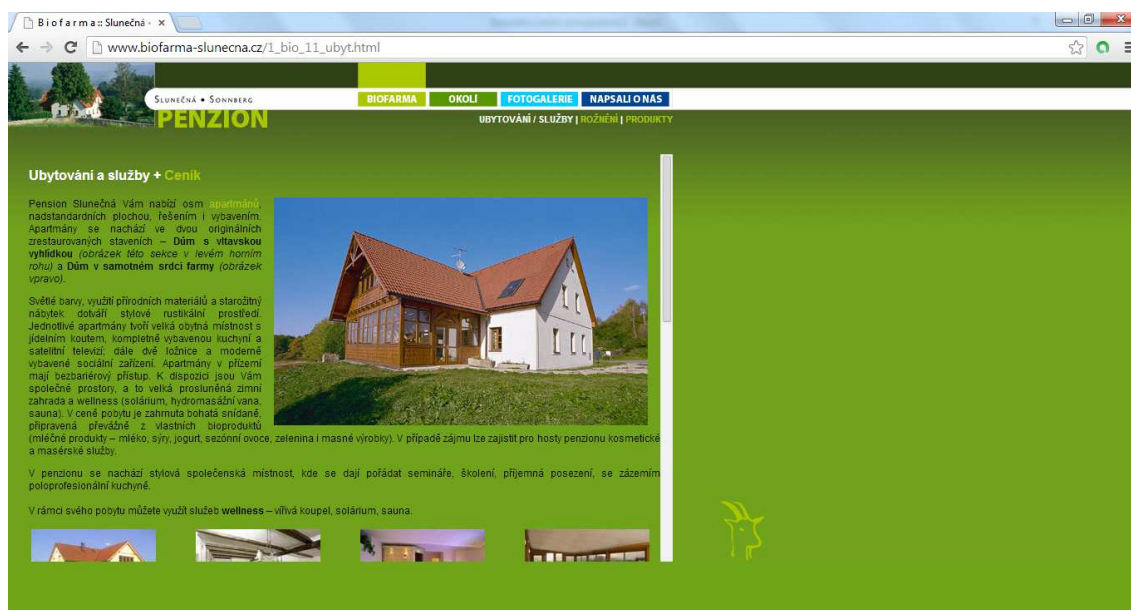 B i o f a r m a :: Slunečná -
www.biofarma-slunecna.cz/1_bio_11_ubyt.html
SLUNEČNÁ • SONNBERG
BIOFARMA OKOLÍ FOTOGALERIE NAPSALI O NÁS
PENZION
UBYTOVÁNÍ / SLUŽBY | ROŽNĚNÍ | PRODUKTY
Ubytování a služby + Ceník
Pension Slunečná Vám nabízí osm apartmánů,
nadstandardních plochou, řešením i vybavením.
Apartmány se nachází ve dvou originálních
zrestaurovaných staveních – Dům s vltavskou
vyhlídkou (obrázek této sekce v levém horním
rohu) a Dům v samotném srdci farmy (obrázek
vpravo).
Světlé barvy, využití přírodních materiálů a starožitný
nábytek dotváří stylové rustikální prostředí.
Jednotlivé apartmány tvoří velká obytná místnost s
jídelním koutem, kompletně vybavenou kuchyní a
satelitní televizí; dále dvě ložnice a moderně
vybavené sociální zařízení. Apartmány v přízemí
mají bezbariérový přístup. K dispozici jsou Vám
společné prostory, a to velká prosluněná zimní
zahrada a wellness (solárium, hydromasážní vana,
sauna). V ceně pobytu je zahrnuta bohatá snídaně,
připravená převážně z vlastních bioproduktů
(mléčné produkty – mléko, sýry, jogurt, sezónní ovoce, zelenina i masné výrobky). V případě zájmu lze zajistit pro hosty penzionu kosmetické
a masérské služby.
V penzionu se nachází stylová společenská místnost, kde se dají pořádat semináře, školení, příjemná posezení, se zázemím
poloprofesionální kuchyně.
V rámci svého pobytu můžete využít služeb wellness – vířivá koupel, solárium, sauna.